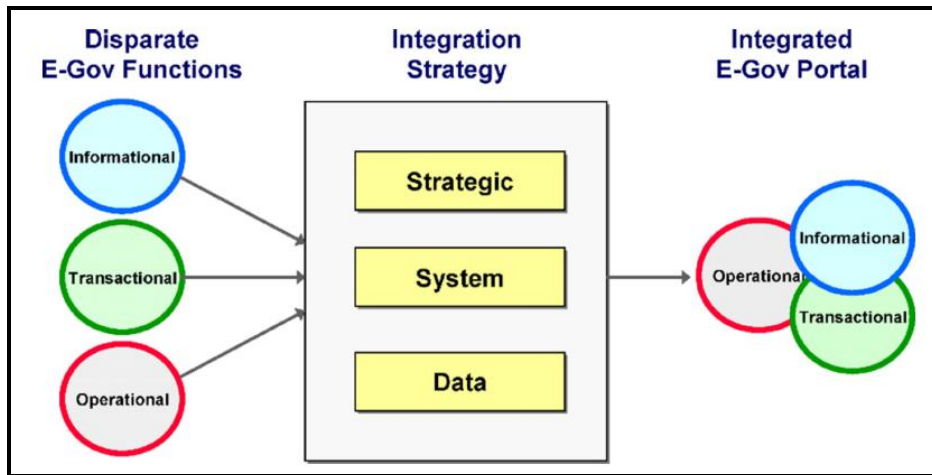 Disparate
E-Gov Functions
Integration
Strategy
Integrated
E-Gov Portal
Informational
Transactional
Operational
Strategic
System
Data
Informational
Operational
Transactional